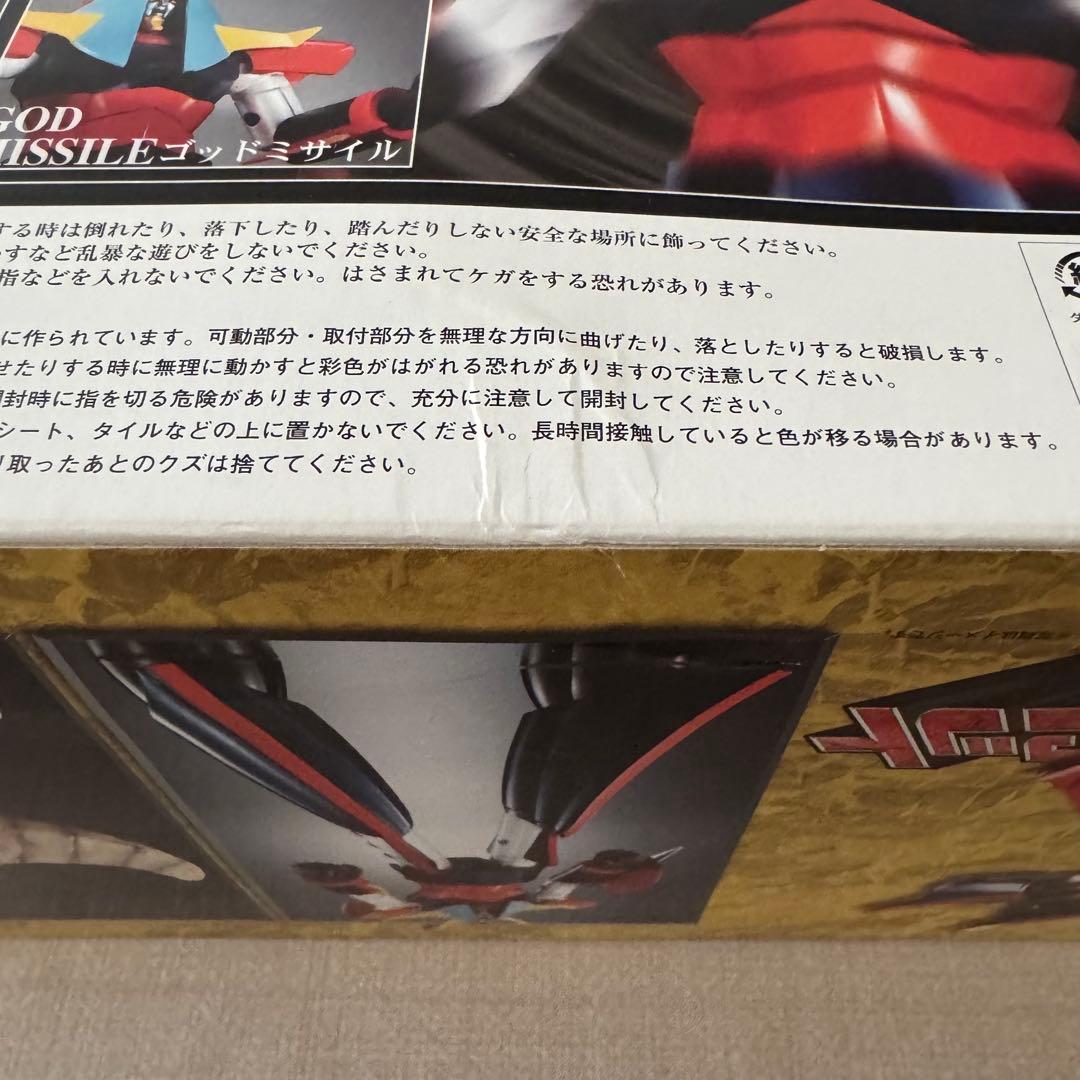 GOD
MISSILEゴッドミサイル
する時は倒れたり、落下したり、踏んだりしない安全な場所に飾ってください。
すなど乱暴な遊びをしないでください。
指などを入れないでください。はさまれてケガをする恐れがあります。
に作られています。可動部分・取付部分を無理な方向に曲げたり、落としたりすると破損します。
せたりする時に無理に動かすと彩色がはがれる恐れがありますので注意してください。
開封時に指を切る危険がありますので、充分に注意して開封してください。
シート、タイルなどの上に置かないでください。長時間接触していると色が移る場合があります。
り取ったあとのクズは捨ててください。
写真はイメージです。